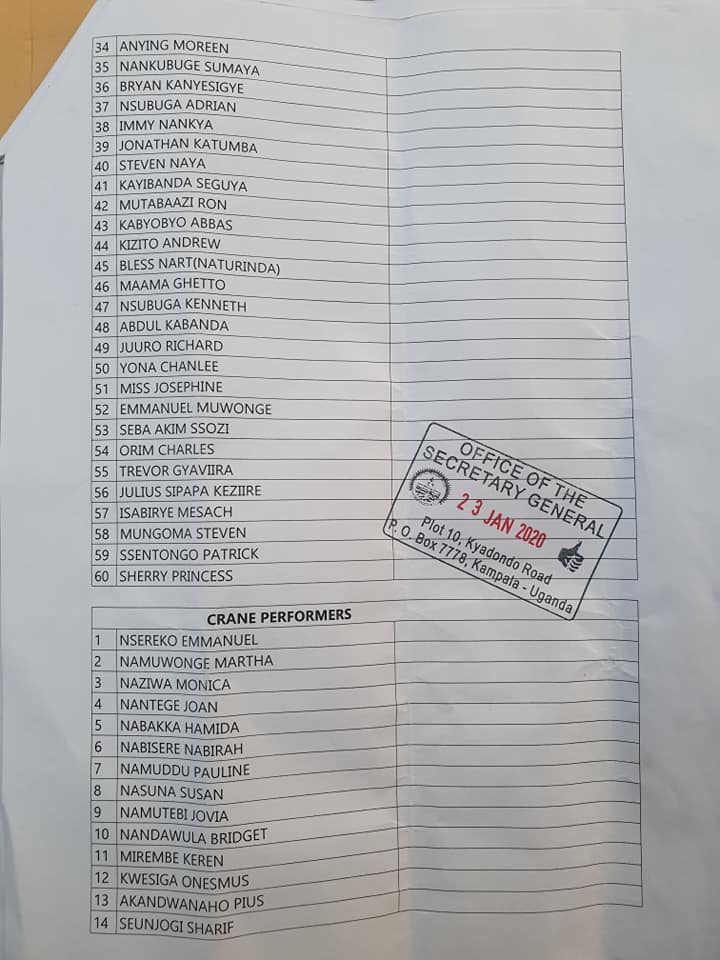 34 ANYING MOREEN
35 NANKUBUGE SUMAYA
36 BRYAN KANYESIGYE
37 NSUBUGA ADRIAN
38 IMMY NANKYA
39 JONATHAN KATUMBA
40 STEVEN NAYA
41 KAYIBANDA SEGUYA
42 MUTABAAZI RON
43 KABYOBYO ABBAS
44 KIZITO ANDREW
45 BLESS NART(NATURINDA)
46 MAAMA GHETTO
47 NSUBUGA KENNETH
48 ABDUL KABANDA
49 JUURO RICHARD
50 YONA CHANLEE
51 MISS JOSEPHINE
52 EMMANUEL MUWONGE
53 SEBA AKIM SSOZI
54 ORIM CHARLES
55 TREVOR GYAVIIRA
56 JULIUS SIPAPA KEZIIRE
57 ISABIRYE MESACH
58 MUNGOMA STEVEN
59 SSENTONGO PATRICK
60 SHERRY PRINCESS
OFFICE OF THE
SECRETARY GENERAL
23 JAN 2020
Plot 10, Kyadondo Road
P. O. Box 7778, Kampala - Uganda
CRANE PERFORMERS
1 NSEREKO EMMANUEL
2 NAMUWONGE MARTHA
3 NAZIWA MONICA
4 NANTEGE JOAN
5 NABAKKA HAMIDA
6 NABISERE NABIRAH
7 NAMUDDU PAULINE
8 NASUNA SUSAN
9 NAMUTEBI JOVIA
10 NANDAWULA BRIDGET
11 MIREMBE KEREN
12 KWESIGA ONESMUS
13 AKANDWANAHO PIUS
14 SEUNJOGI SHARIF